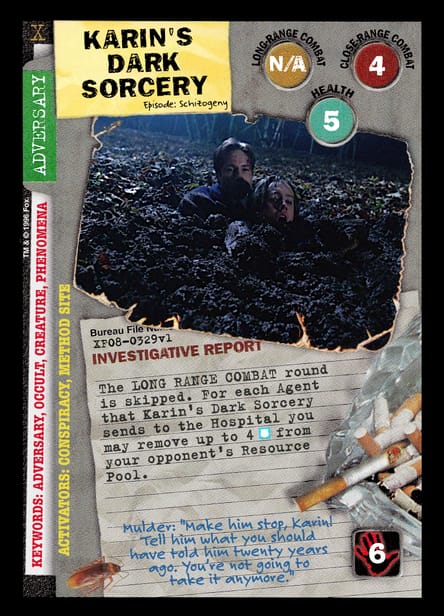 X
KARIN'S
DARK
SORCERY
Episode: Schizogeny
LONG-RANGE COMBAT
N/A
CLOSE-RANGE COMBAT
4
HEALTH
5
ADVERSARY
TM & © 1996 Fox.
KEYWORDS: ADVERSARY, OCCULT, CREATURE, PHENOMENA
ACTIVATORS: CONSPIRACY, METHOD SITE
Bureau File
XF08-0329v1
INVESTIGATIVE REPORT
The LONG RANGE COMBAT round
is skipped. For each Agent
that Karin's Dark Sorcery
sends to the Hospital you
may remove up to 4 from
your opponent's Resource
Pool.
Mulder: "Make him stop, Karin!
Tell him what you should
have told him twenty years
ago. You're not going to
take it anymore."
6